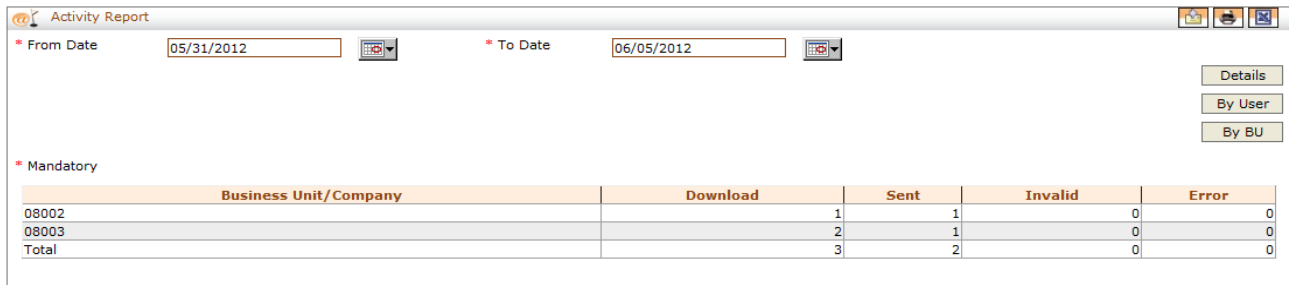 Activity Report
* From Date 05/31/2012 * To Date 06/05/2012
Details
By User
By BU
* Mandatory
Business Unit/Company Download Sent Invalid Error
08002 1 1 0 0
08003 2 1 0 0
Total 3 2 0 0